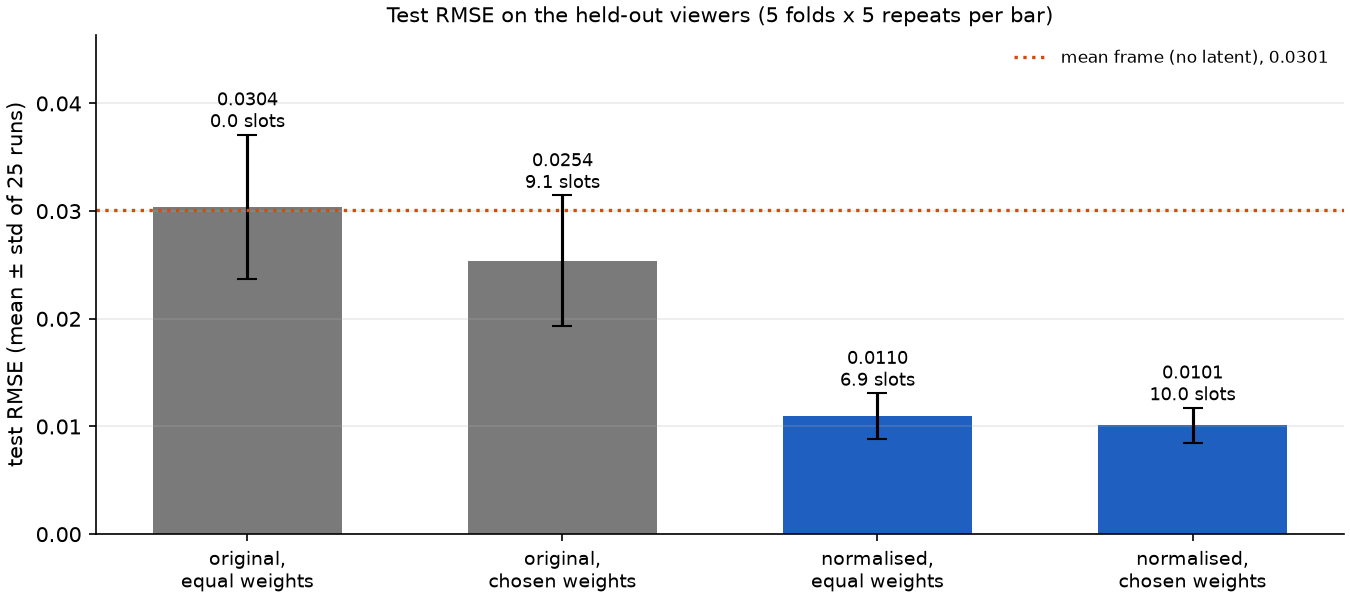 Test RMSE on the held-out viewers (5 folds x 5 repeats per bar)
mean frame (no latent), 0.0301
test RMSE (mean ± std of 25 runs)
0.04
0.03
0.02
0.01
0.00
0.0304
0.0 slots
0.0254
9.1 slots
0.0110
6.9 slots
0.0101
10.0 slots
original,
equal weights
original,
chosen weights
normalised,
equal weights
normalised,
chosen weights